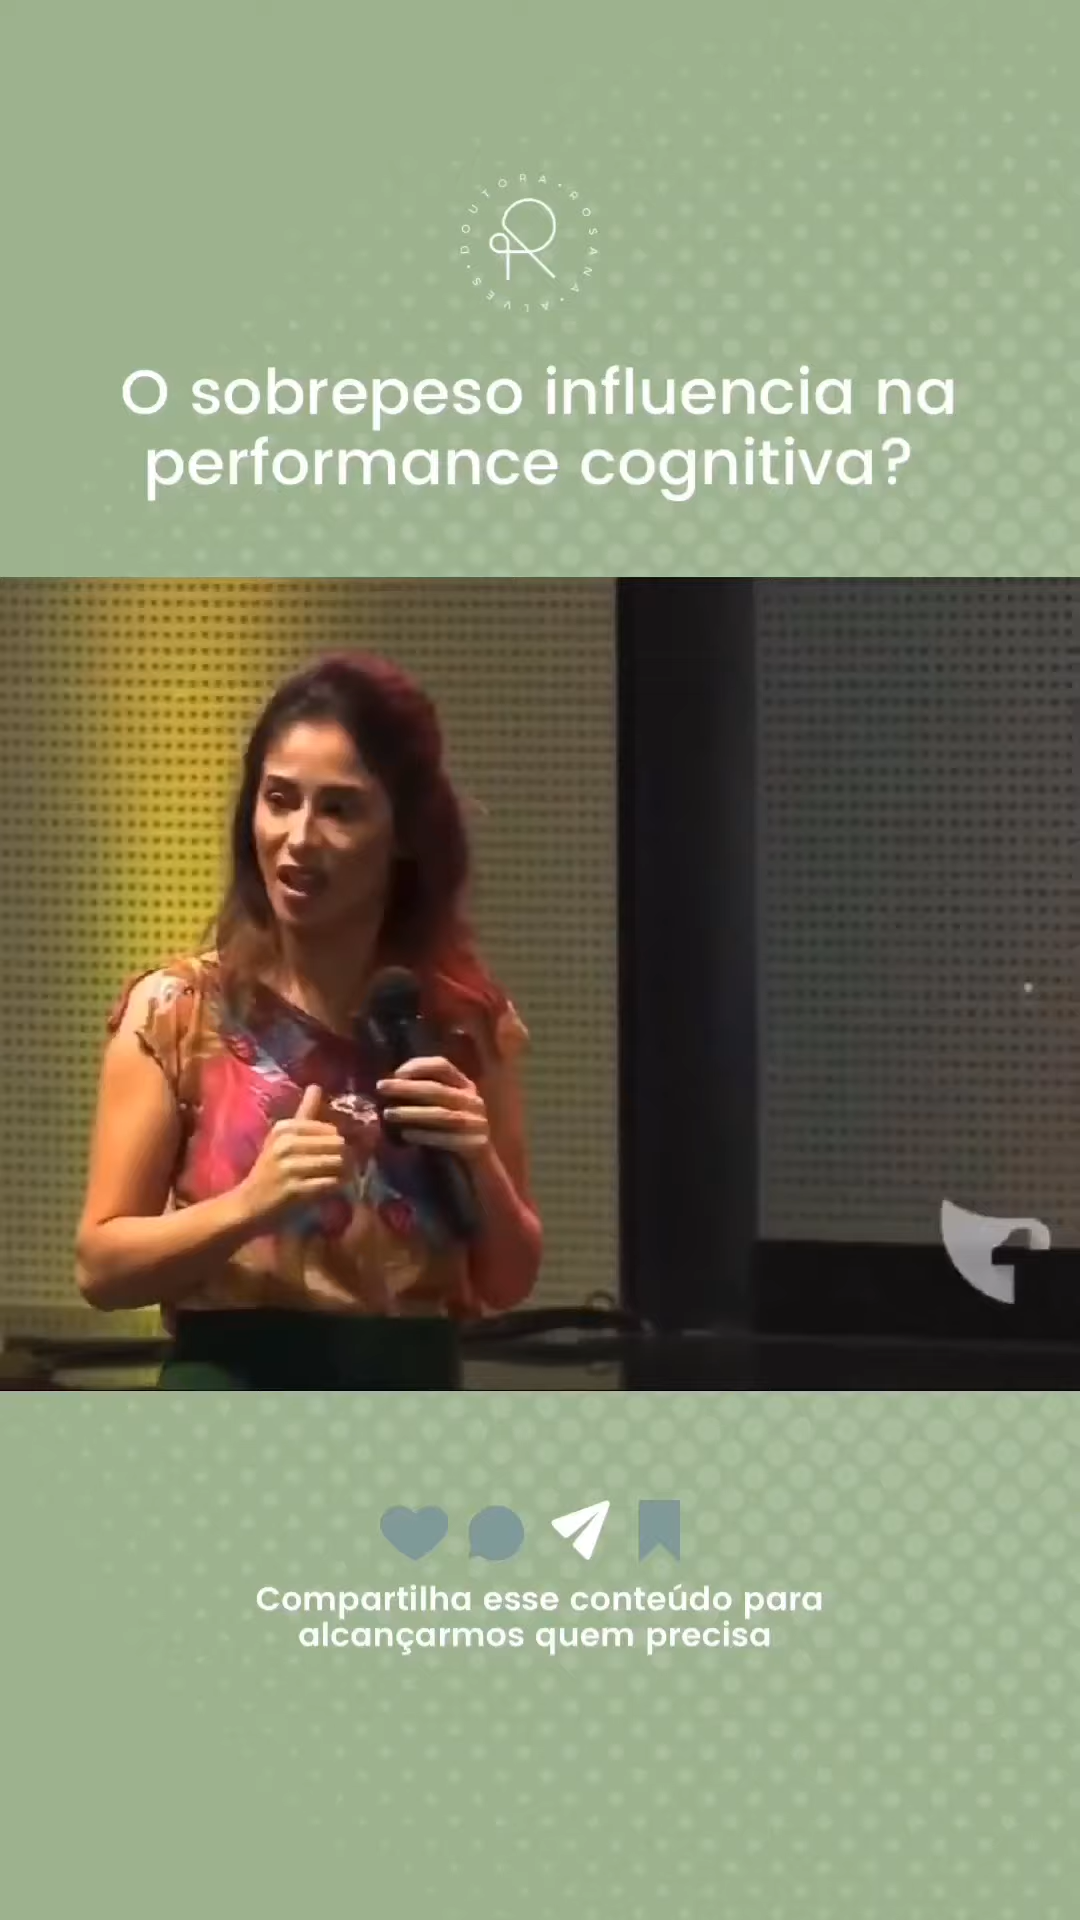 DOUTORA • ROSANA • ALVES •
O sobrepeso influencia na
performance cognitiva?
Compartilha esse conteúdo para
alcançarmos quem precisa